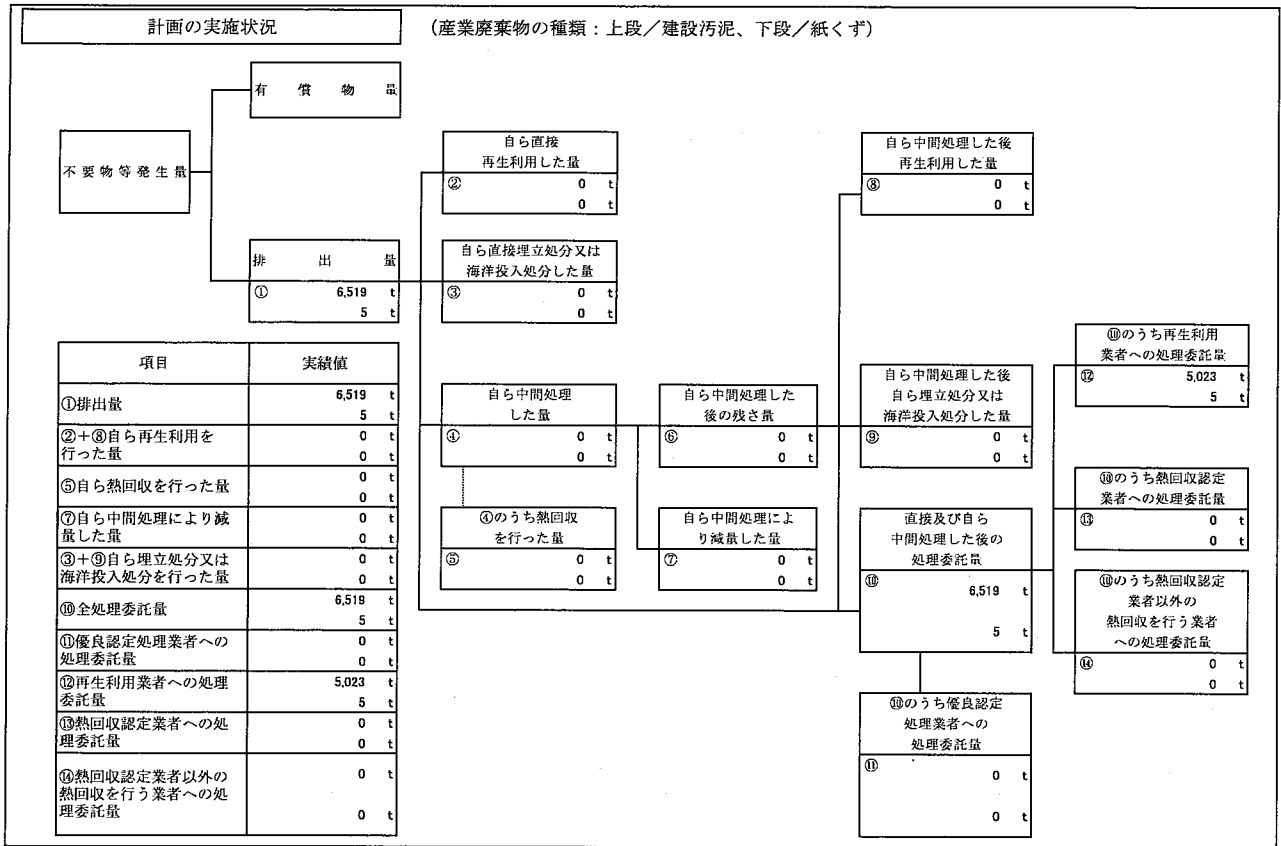 計画の実施状況
(産業廃棄物の種類：上段／建設汚泥、下段／紙くず)
有償物量
不要物等発生量
自ら直接
再生利用した量
② 0 t
0 t
自ら中間処理した後
再生利用した量
⑧ 0 t
0 t
排出量
① 6,519 t
5 t
自ら直接埋立処分又は
海洋投入処分した量
③ 0 t
0 t
項目 実績値
①排出量 6,519 t
5 t
②＋⑧自ら再生利用を
行った量
0 t
0 t
⑤自ら熱回収を行った量 0 t
0 t
⑦自ら中間処理により減
量した量
0 t
0 t
③＋⑨自ら埋立処分又は
海洋投入処分を行った量
0 t
0 t
⑩全処理委託量 6,519 t
5 t
⑪優良認定処理業者への
処理委託量
0 t
0 t
⑫再生利用業者への処理
委託量
5,023 t
5 t
⑬熱回収認定業者への処
理委託量
0 t
0 t
⑭熱回収認定業者以外の
熱回収を行う業者への処
理委託量
0 t
0 t
自ら中間処理
した量
④ 0 t
0 t
自ら中間処理した
後の残さ量
⑥ 0 t
0 t
自ら中間処理した後
自ら埋立処分又は
海洋投入処分した量
⑨ 0 t
0 t
⑩のうち再生利用
業者への処理委託量
⑫ 5,023 t
5 t
④のうち熱回収
を行った量
⑤ 0 t
0 t
自ら中間処理によ
り減量した量
⑦ 0 t
0 t
直接及び自ら
中間処理した後の
処理委託量
⑩ 6,519 t
5 t
⑩のうち熱回収認定
業者への処理委託量
⑬ 0 t
0 t
⑩のうち熱回収認定
業者以外の
熱回収を行う業者
への処理委託量
⑭ 0 t
0 t
⑩のうち優良認定
処理業者への
処理委託量
⑪ 0 t
0 t